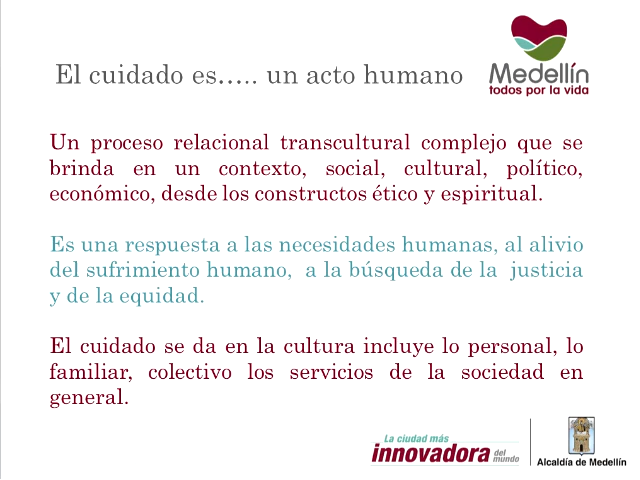 El cuidado es….. un acto humano
Medellín
todos por la vida
Un proceso relacional transcultural complejo que se
brinda en un contexto, social, cultural, político,
económico, desde los constructos ético y espiritual.
Es una respuesta a las necesidades humanas, al alivio
del sufrimiento humano, a la búsqueda de la justicia
y de la equidad.
El cuidado se da en la cultura incluye lo personal, lo
familiar, colectivo los servicios de la sociedad en
general.
La ciudad más
innovadora del mundo
Alcaldía de Medellín